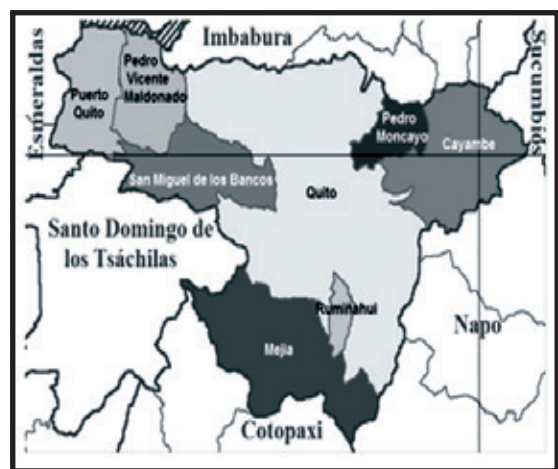 Imbabura
Esmeraldas
Sucumbíos
Pedro
Vicente
Maldonado
Puerto
Quito
Pedro
Moncayo
Cayambe
San Miguel de los Bancos
Quito
Santo Domingo de
los Tsáchilas
Rumiñahui
Napo
Mejía
Cotopaxi